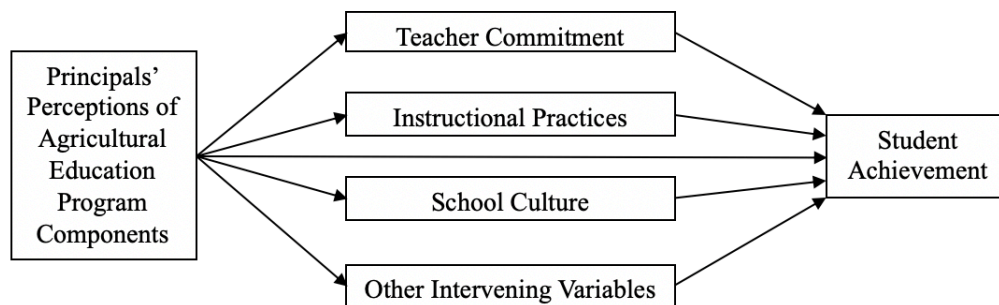 Principals’
Perceptions of
Agricultural
Education
Program
Components
Teacher Commitment
Instructional Practices
School Culture
Other Intervening Variables
Student
Achievement